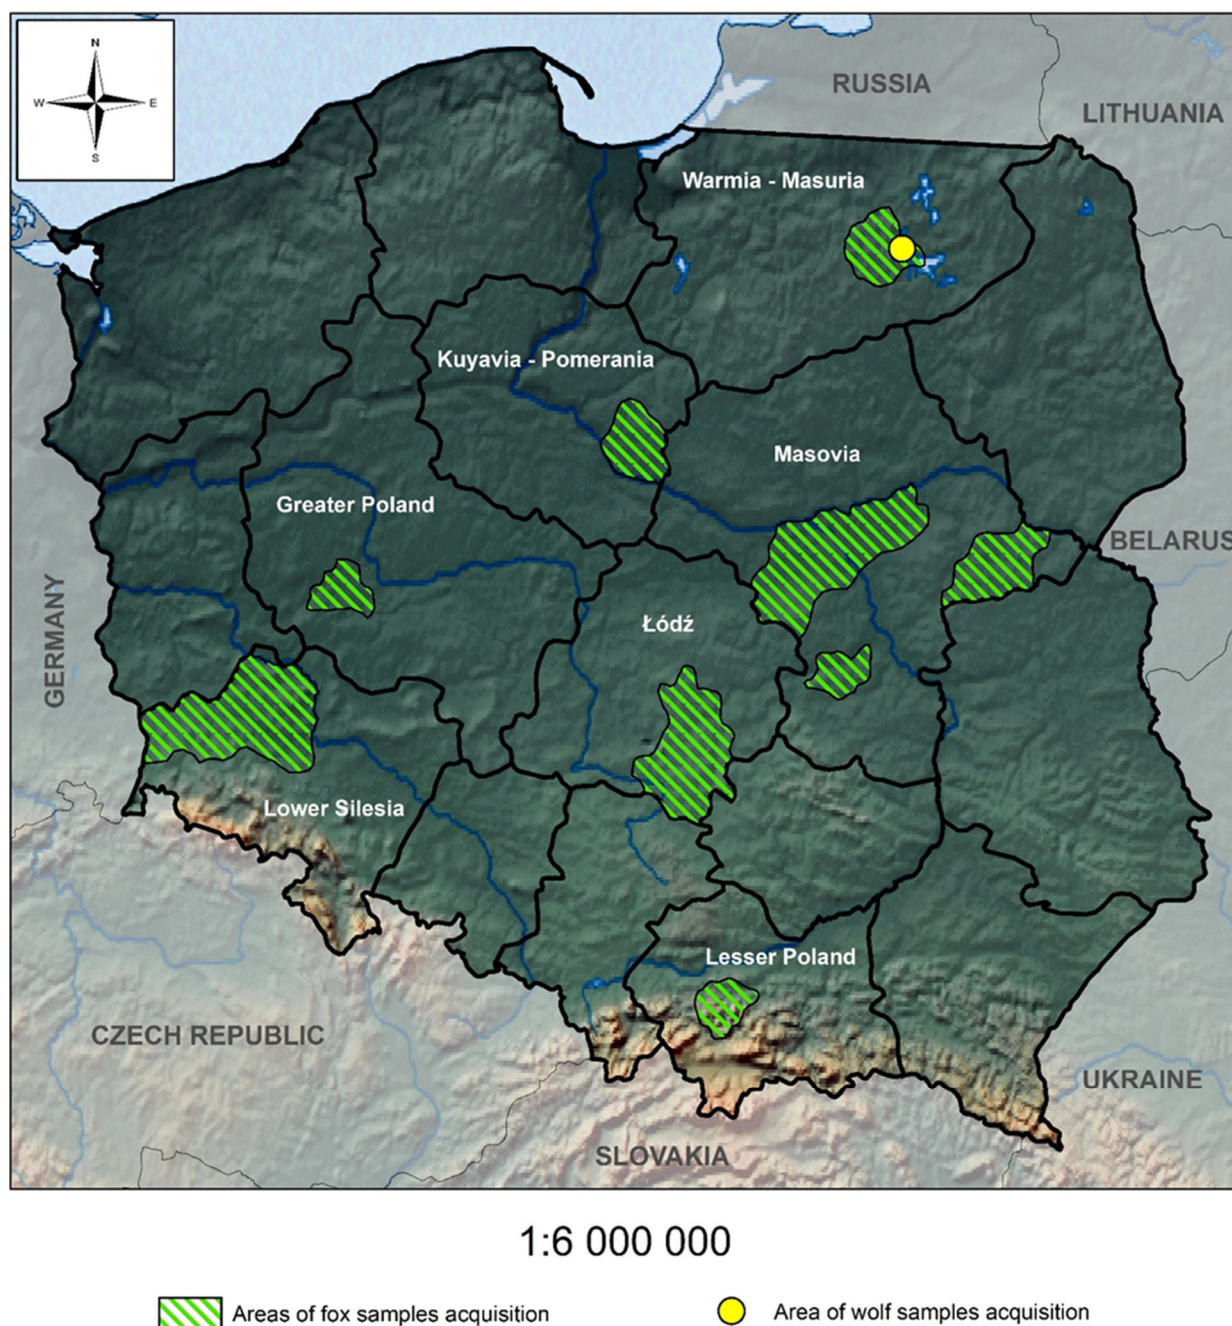 N
W E
S
RUSSIA
LITHUANIA
Warmia - Masuria
Kuyavia - Pomerania
Masovia
Greater Poland
BELARUS
GERMANY
Łódź
Lower Silesia
Lesser Poland
CZECH REPUBLIC
UKRAINE
SLOVAKIA
1:6 000 000
Areas of fox samples acquisition
Area of wolf samples acquisition